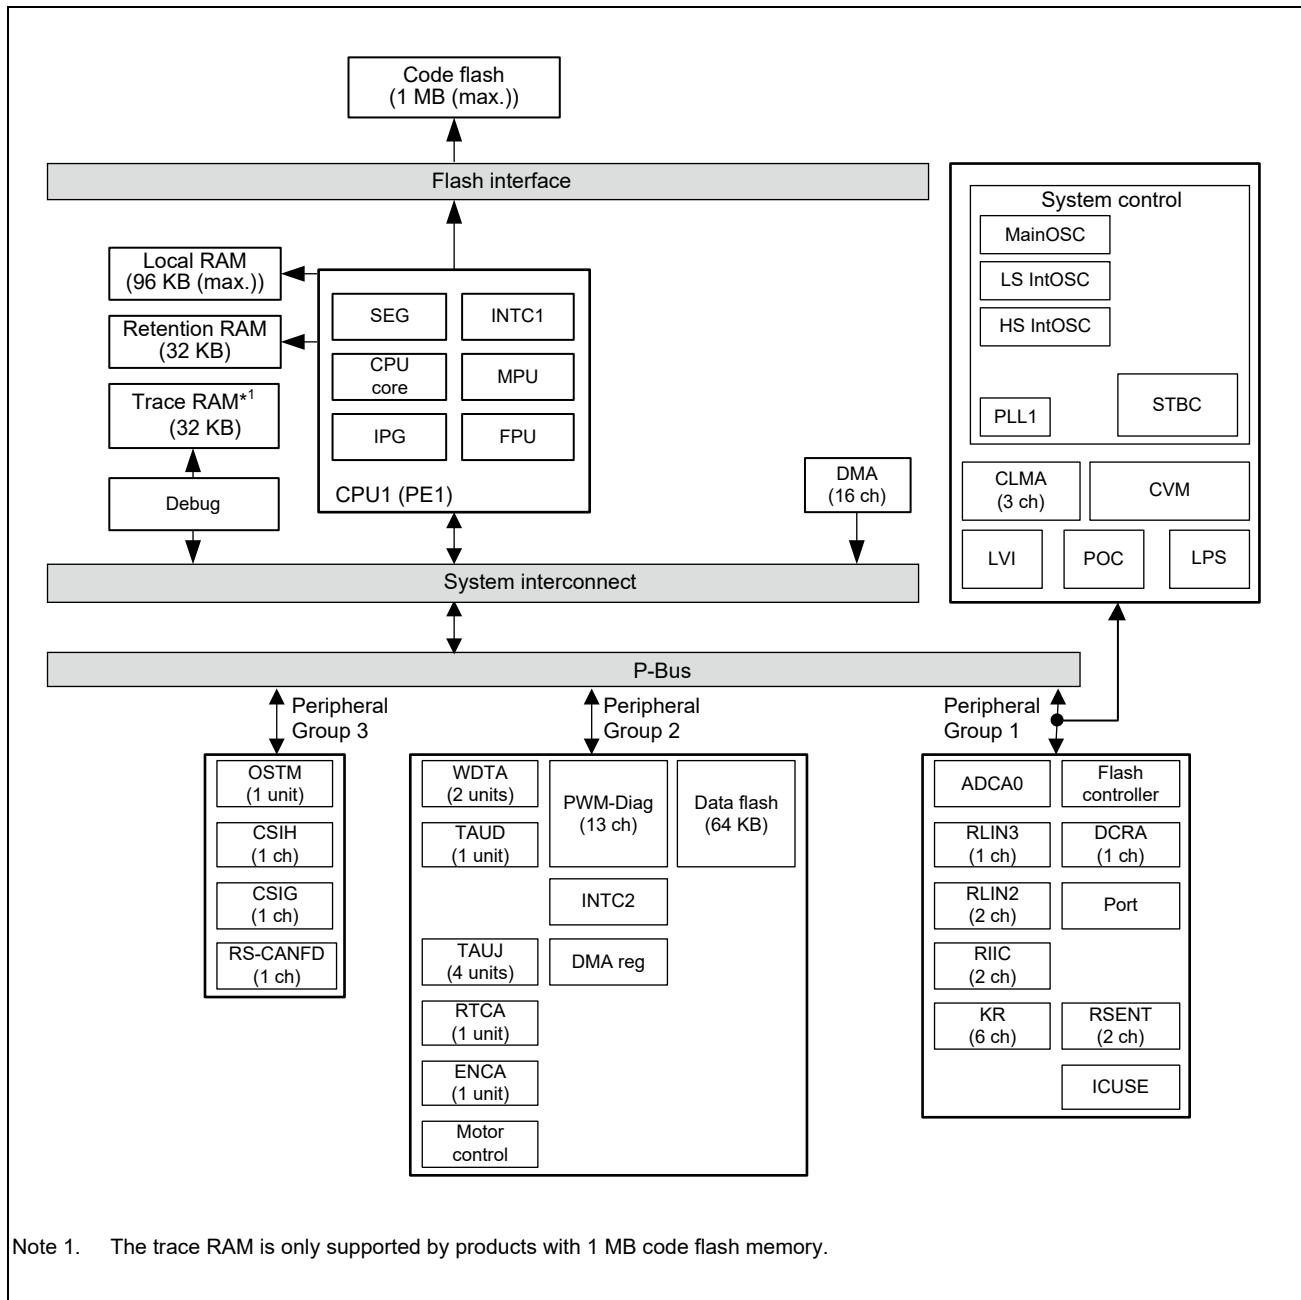 Code flash
(1 MB (max.))
Flash interface
Local RAM
(96 KB (max.))
Retention RAM
(32 KB)
Trace RAM*1
(32 KB)
Debug
SEG
INTC1
CPU
core
MPU
IPG
FPU
CPU1 (PE1)
DMA
(16 ch)
System control
MainOSC
LS IntOSC
HS IntOSC
PLL1
STBC
CLMA
(3 ch)
CVM
LVI
POC
LPS
System interconnect
P-Bus
Peripheral
Group 3
Peripheral
Group 2
Peripheral
Group 1
OSTM
(1 unit)
CSIH
(1 ch)
CSIG
(1 ch)
RS-CANFD
(1 ch)
WDTA
(2 units)
PWM-Diag
(13 ch)
Data flash
(64 KB)
TAUD
(1 unit)
INTC2
TAUJ
(4 units)
DMA reg
RTCA
(1 unit)
ENCA
(1 unit)
Motor
control
ADCA0
Flash
controller
RLIN3
(1 ch)
DCRA
(1 ch)
RLIN2
(2 ch)
Port
RIIC
(2 ch)
KR
(6 ch)
RSENT
(2 ch)
ICUSE
Note 1. The trace RAM is only supported by products with 1 MB code flash memory.